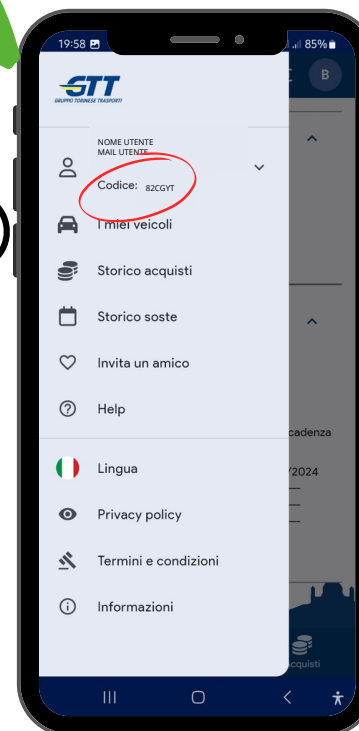 19:58
85%
GTT
GRUPPO TORINESE TRASPORTI
B
NOME UTENTE
MAIL UTENTE
Codice: 82CGYT
I miei veicoli
Storico acquisti
Storico soste
Invita un amico
Help
cadenza
Lingua
/2024
Privacy policy
Termini e condizioni
Informazioni
Acquisti